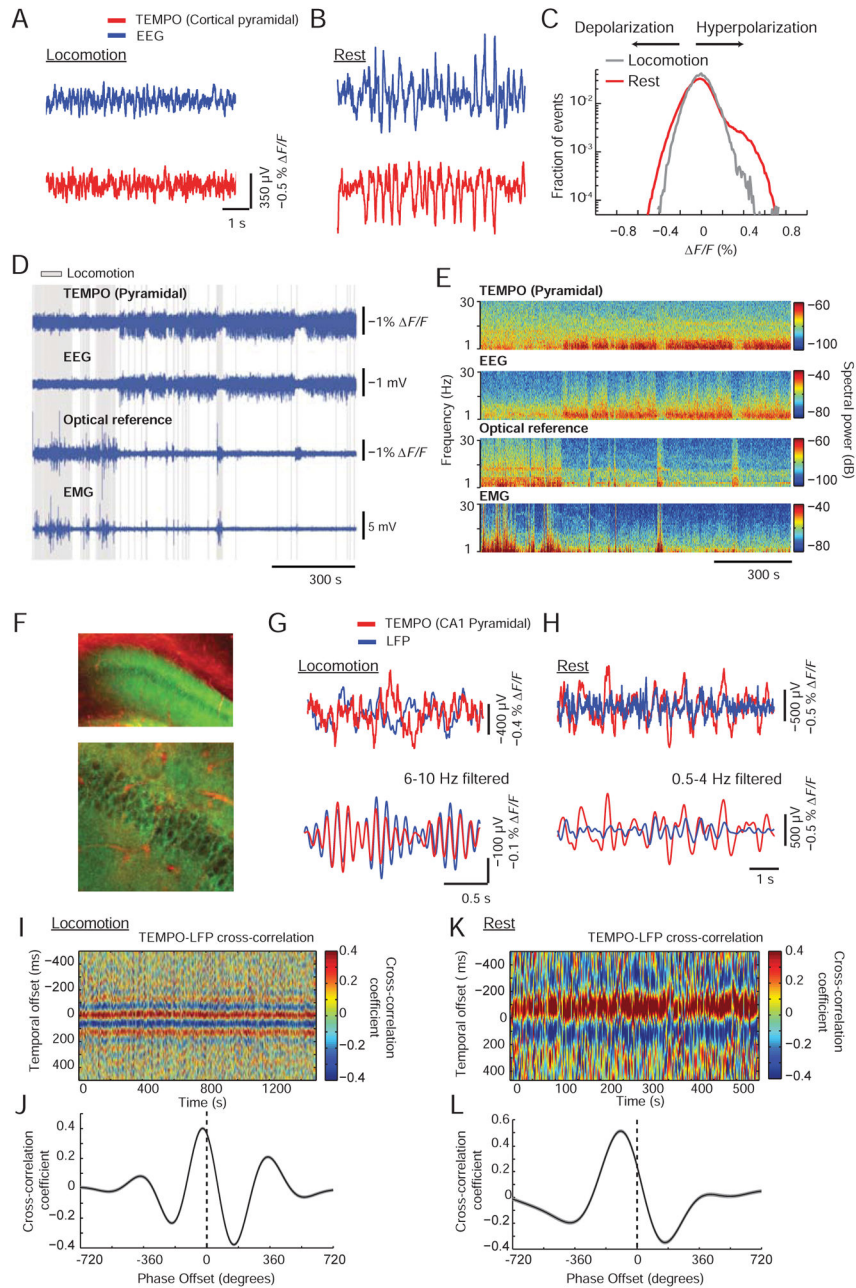 A
TEMPO (Cortical pyramidal)
EEG
Locomotion
350 µV
−0.5 % ΔF/F
1 s
B
Rest
C
Depolarization
Hyperpolarization
Locomotion
Rest
Fraction of events
10-2
10-3
10-4
−0.8
−0.4
0
0.4
0.8
ΔF/F (%)
D
Locomotion
TEMPO (Pyramidal)
−1% ΔF/F
EEG
−1 mV
Optical reference
−1% ΔF/F
EMG
5 mV
300 s
E
TEMPO (Pyramidal)
30
1
−60
−100
EEG
30
1
−40
−80
Optical reference
30
1
−60
−100
EMG
30
1
−40
−80
Frequency (Hz)
Spectral power (dB)
300 s
F
G
TEMPO (CA1 Pyramidal)
LFP
Locomotion
−400 µV
−0.4 % ΔF/F
6-10 Hz filtered
−100 µV
−0.1 % ΔF/F
0.5 s
H
Rest
−500 µV
−0.5 % ΔF/F
0.5-4 Hz filtered
500 µV
−0.5 % ΔF/F
1 s
I
Locomotion
TEMPO-LFP cross-correlation
Temporal offset (ms)
−400
−200
0
200
400
0
400
800
1200
Time (s)
0.4
0.2
0
−0.2
−0.4
Cross-correlation
coefficient
K
Rest
TEMPO-LFP cross-correlation
Temporal offset ( ms)
−400
−200
0
200
400
0
100
200
300
400
500
Time (s)
0.4
0.2
0
−0.2
−0.4
Cross-correlation
coefficient
J
Cross-correlation
coefficient
0.4
0.2
0
−0.2
−0.4
-720
-360
0
360
720
Phase Offset (degrees)
L
Cross-correlation
coefficient
0.6
0.4
0.2
0
−0.2
−0.4
-720
-360
0
360
720
Phase Offset (degrees)